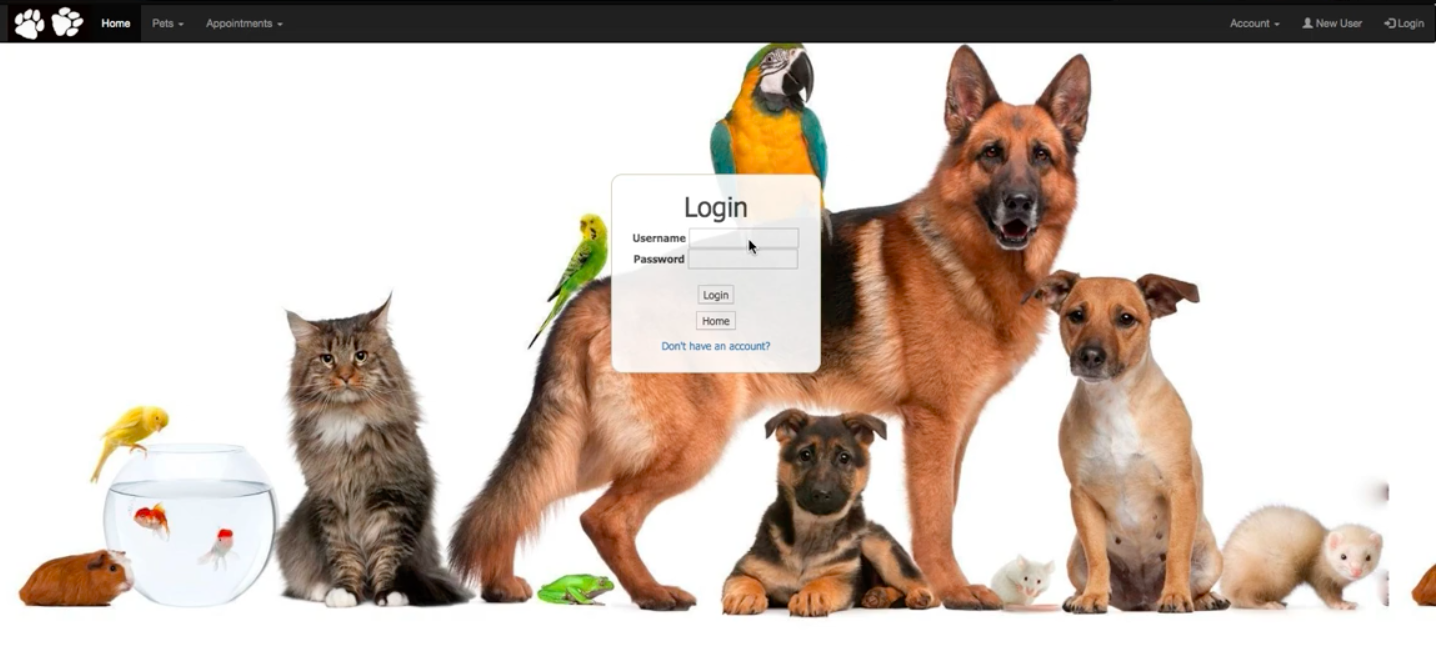 Home Pets Appointments Account New User Login
Login
Username
Password
Login
Home
Don't have an account?